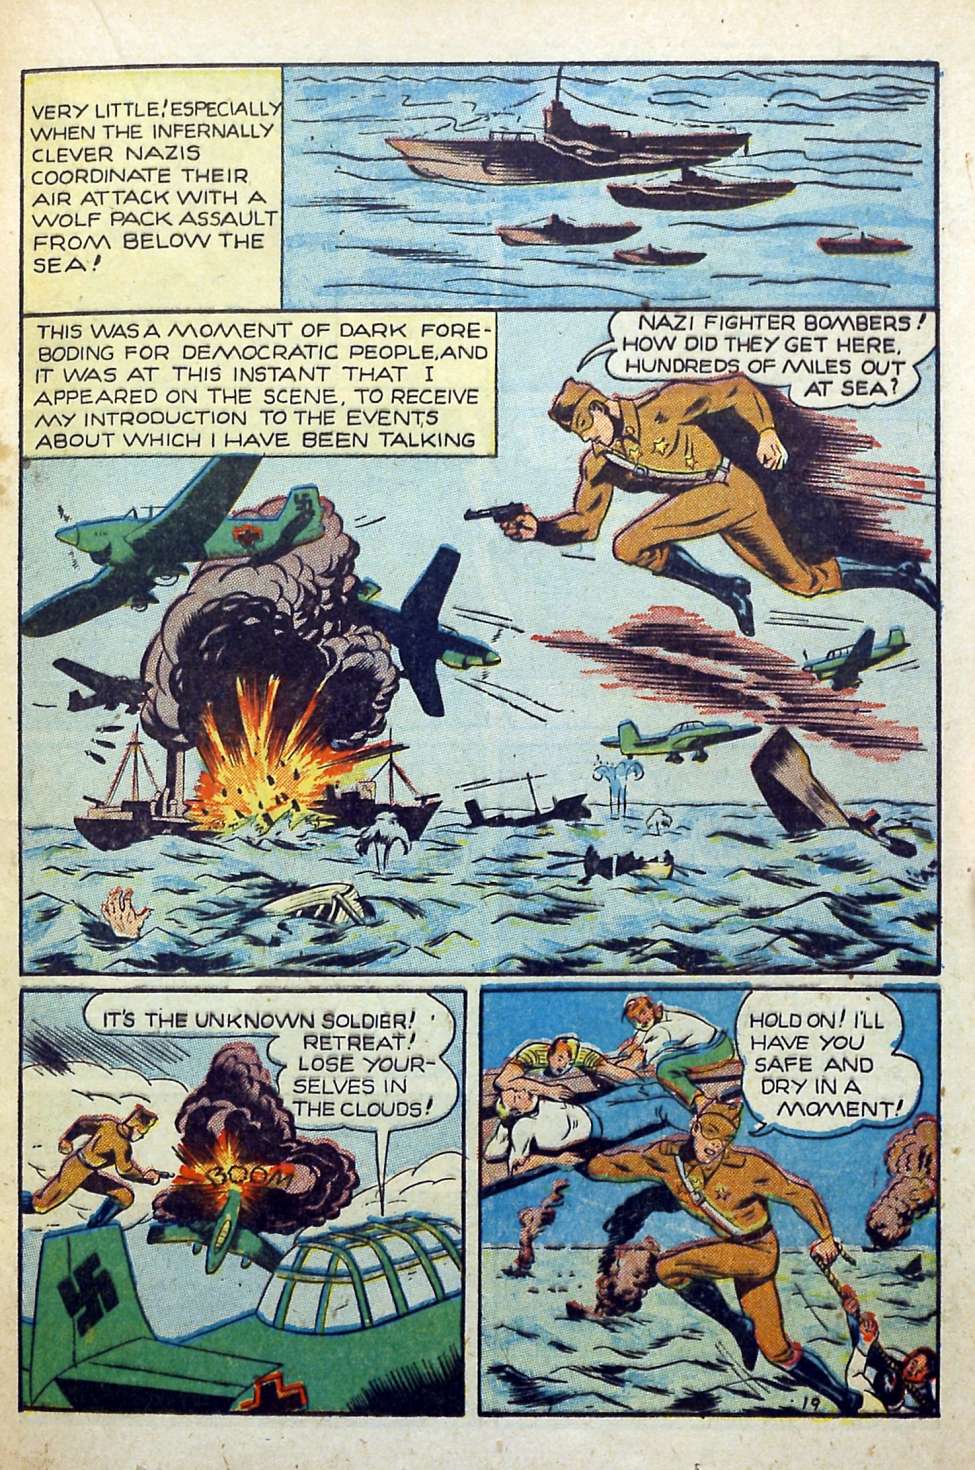 VERY LITTLE! ESPECIALLY
WHEN THE INFERNALLY
CLEVER NAZIS
COORDINATE THEIR
AIR ATTACK WITH A
WOLF PACK ASSAULT
FROM BELOW THE
SEA!
THIS WAS A MOMENT OF DARK FORE-
BODING FOR DEMOCRATIC PEOPLE, AND
IT WAS AT THIS INSTANT THAT I
APPEARED ON THE SCENE, TO RECEIVE
MY INTRODUCTION TO THE EVENTS
ABOUT WHICH I HAVE BEEN TALKING
NAZI FIGHTER BOMBERS!
HOW DID THEY GET HERE,
HUNDREDS OF MILES OUT
AT SEA?
IT'S THE UNKNOWN SOLDIER!
RETREAT!
LOSE YOUR-
SELVES IN
THE CLOUDS!
BOOM
HOLD ON! I'LL
HAVE YOU
SAFE AND
DRY IN A
MOMENT!
19